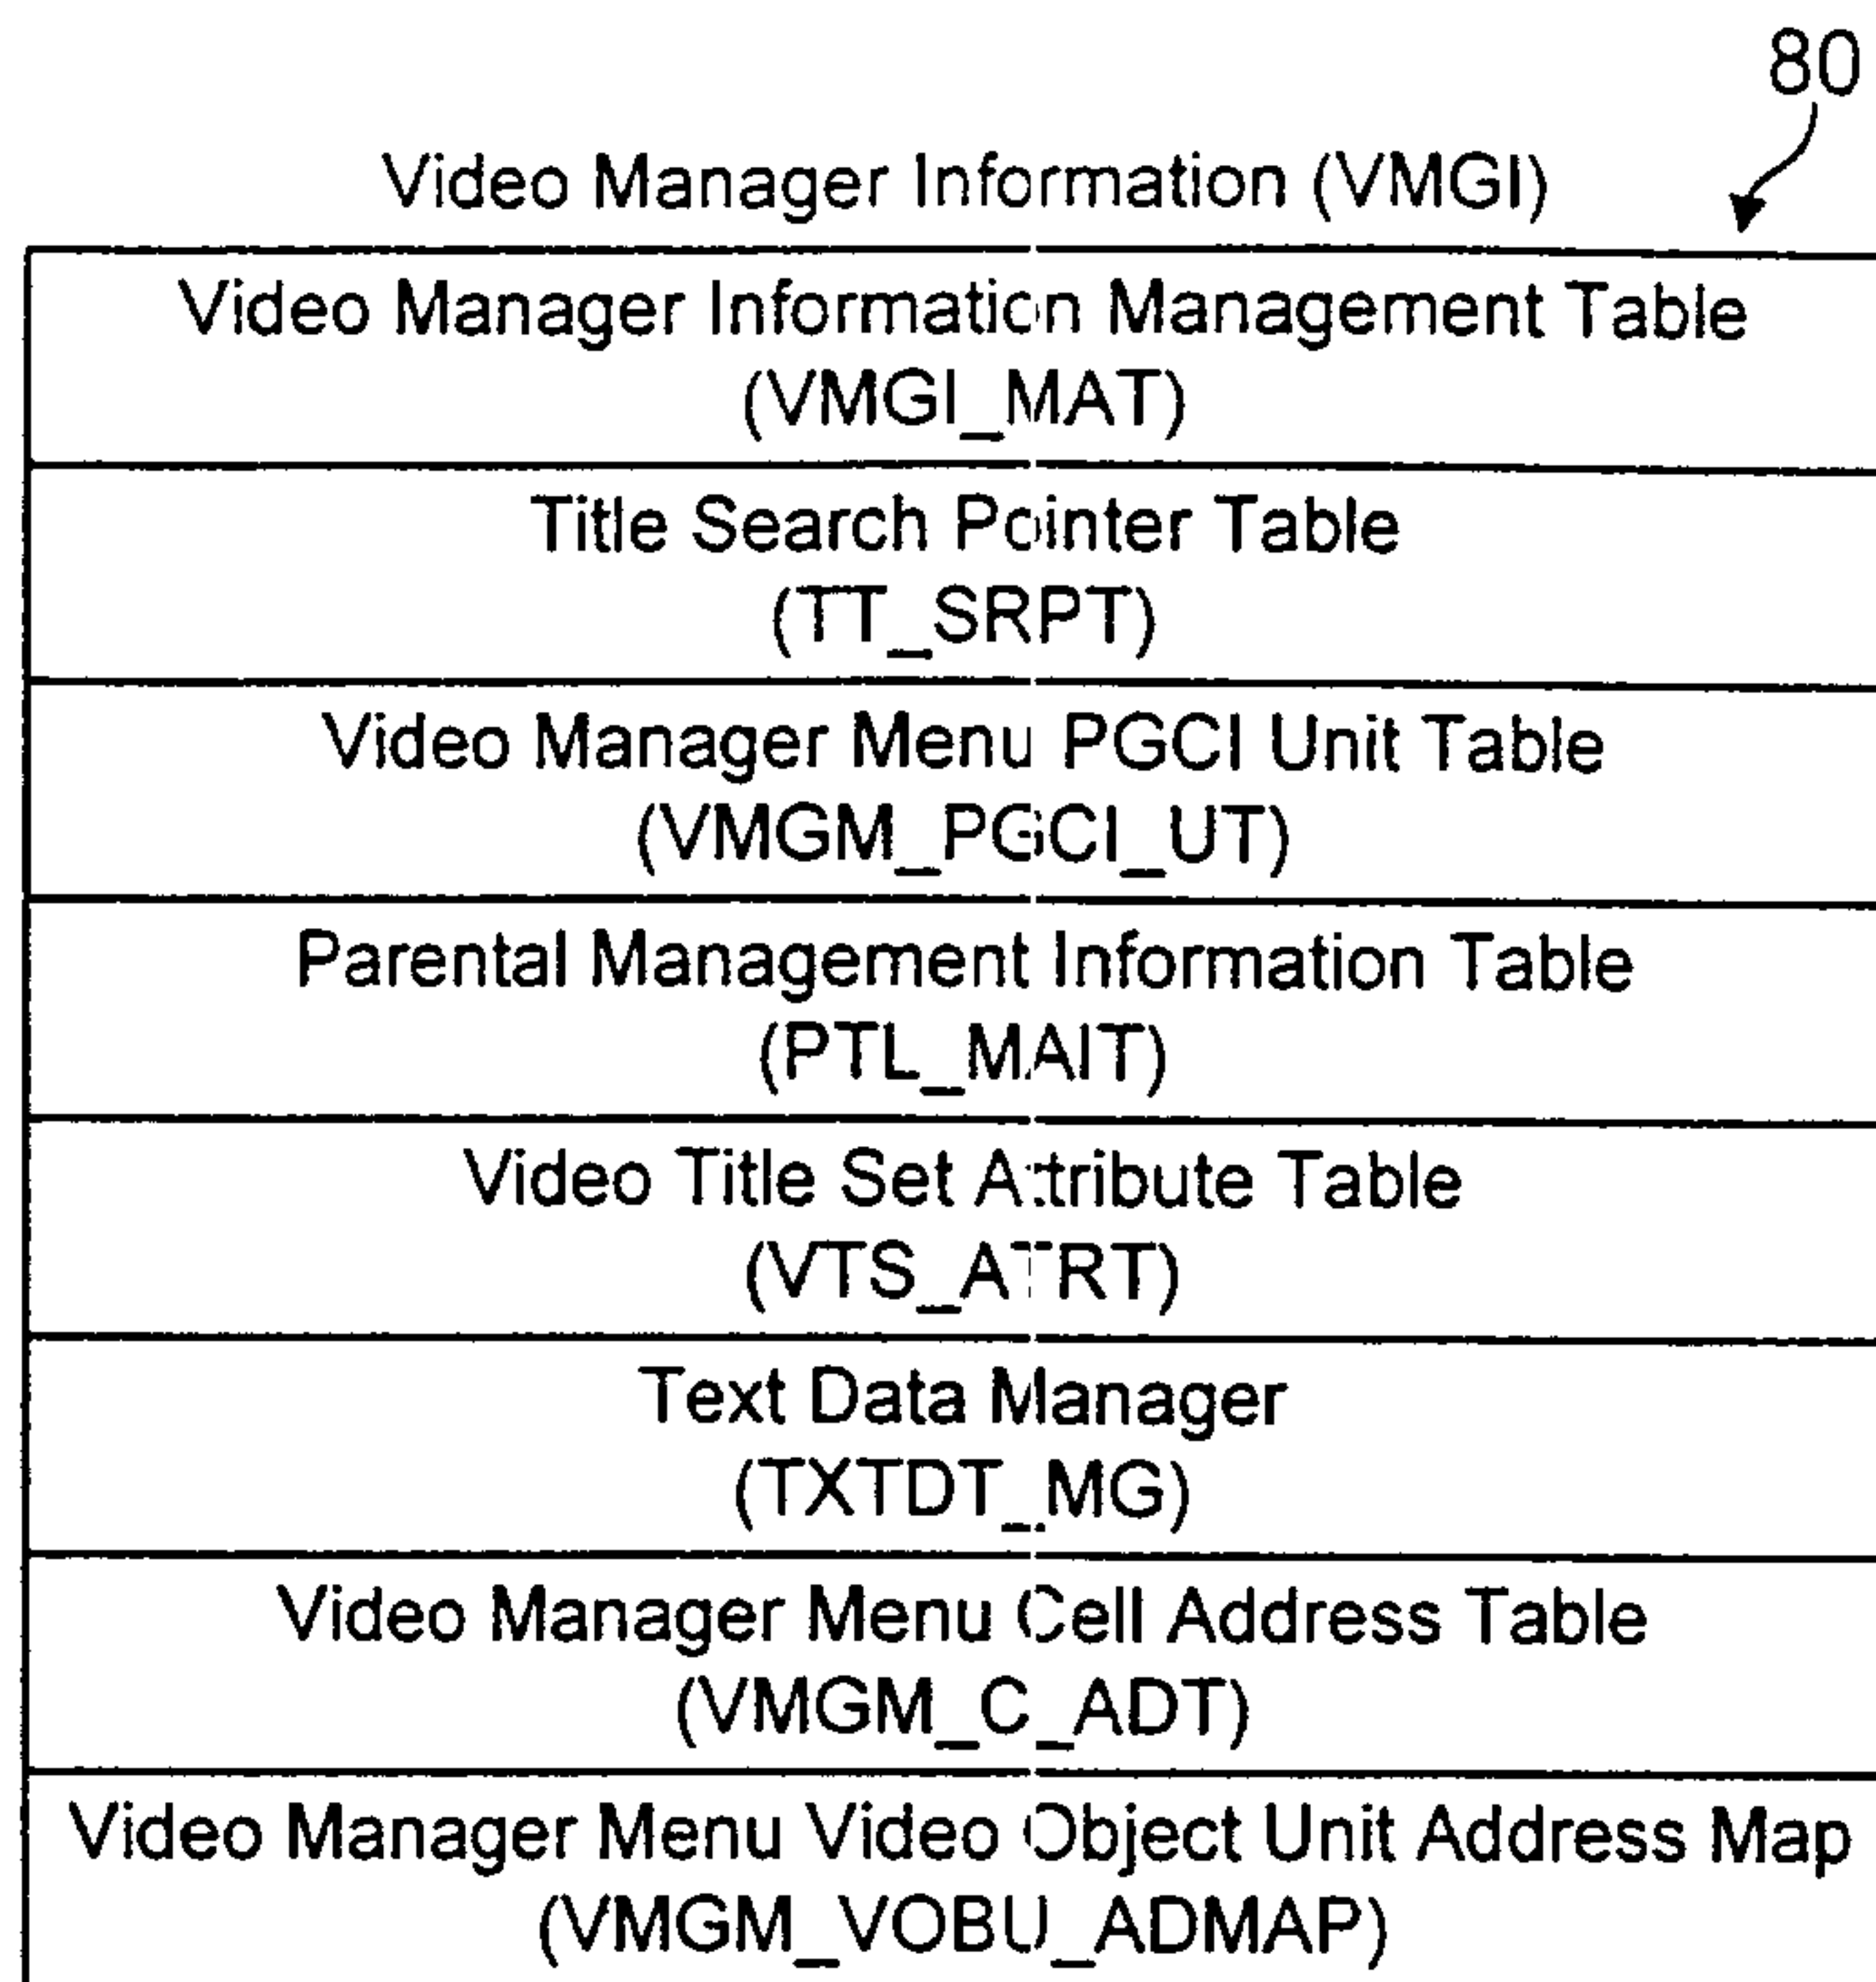 80
Video Manager Information (VMGI)
Video Manager Information Management Table
(VMGI_MAT)
Title Search Pointer Table
(TT_SRPT)
Video Manager Menu PGCI Unit Table
(VMGM_PGCI_UT)
Parental Management Information Table
(PTL_MAIT)
Video Title Set Attribute Table
(VTS_ATRT)
Text Data Manager
(TXTDT_MG)
Video Manager Menu Cell Address Table
(VMGM_C_ADT)
Video Manager Menu Video Object Unit Address Map
(VMGM_VOBU_ADMAP)